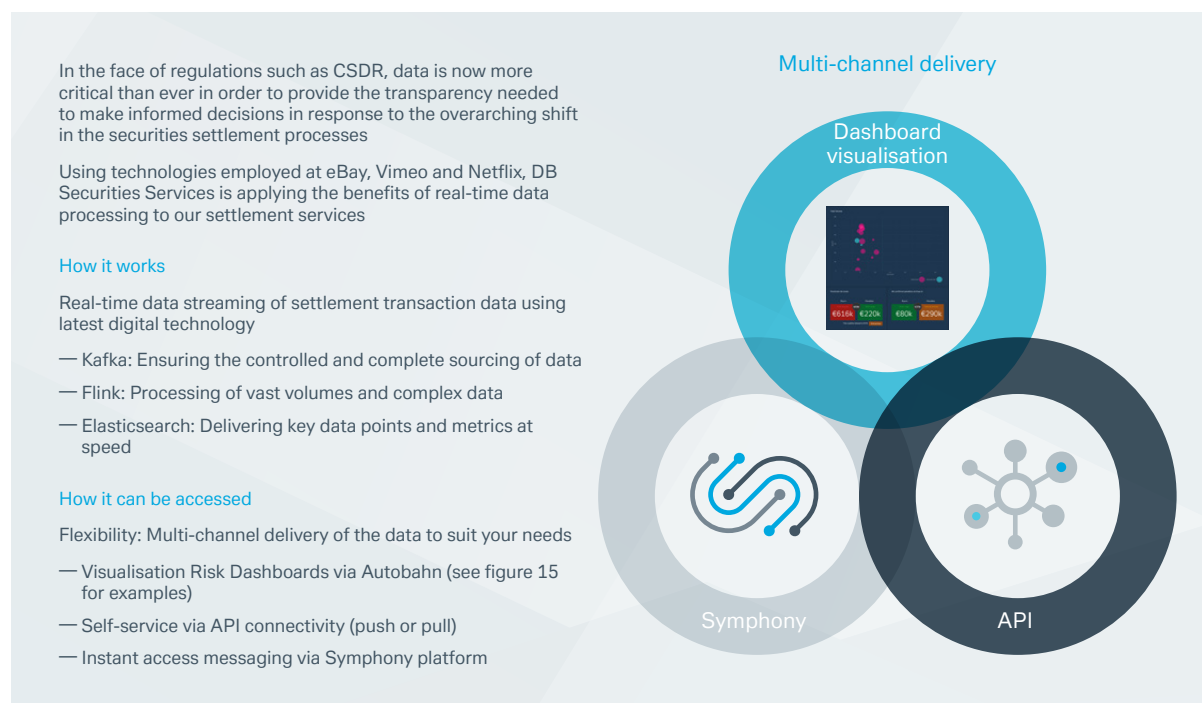 In the face of regulations such as CSDR, data is now more
critical than ever in order to provide the transparency needed
to make informed decisions in response to the overarching shift
in the securities settlement processes
Using technologies employed at eBay, Vimeo and Netflix, DB
Securities Services is applying the benefits of real-time data
processing to our settlement services
How it works
Real-time data streaming of settlement transaction data using
latest digital technology
— Kafka: Ensuring the controlled and complete sourcing of data
— Flink: Processing of vast volumes and complex data
— Elasticsearch: Delivering key data points and metrics at
speed
How it can be accessed
Flexibility: Multi-channel delivery of the data to suit your needs
— Visualisation Risk Dashboards via Autobahn (see figure 15
for examples)
— Self-service via API connectivity (push or pull)
— Instant access messaging via Symphony platform
Multi-channel delivery
Dashboard
visualisation
€616k €220k €80k €290k
Symphony
API